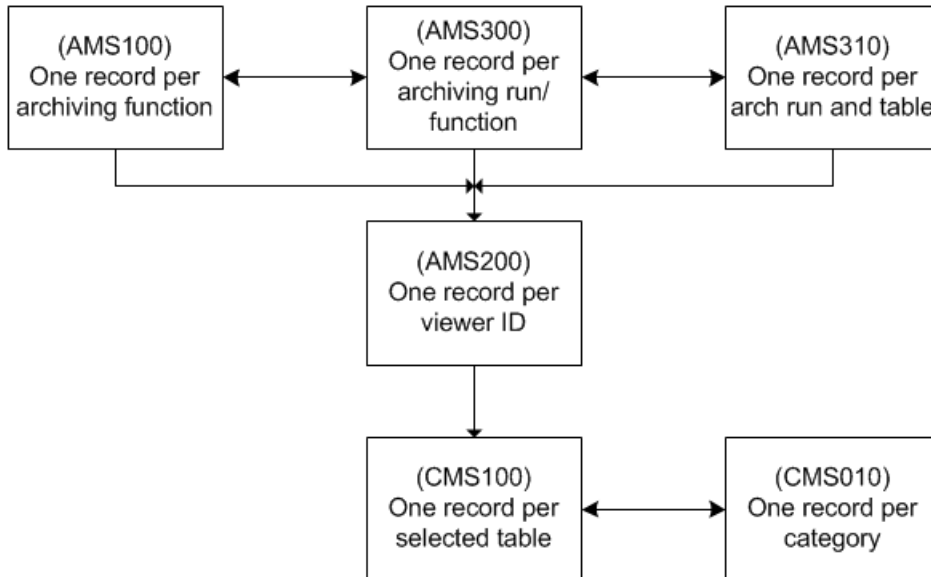 (AMS100)
One record per
archiving function
(AMS300)
One record per
archiving run/
function
(AMS310)
One record per
arch run and table
(AMS200)
One record per
viewer ID
(CMS100)
One record per
selected table
(CMS010)
One record per
category